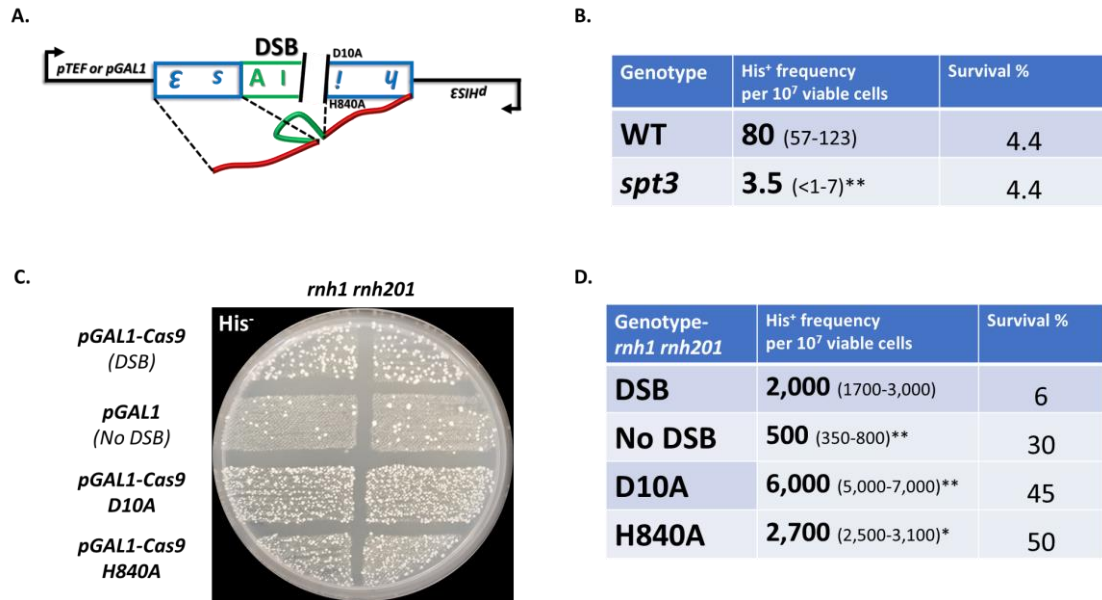 A.
pTEF or pGAL1
3 s
A I
DSB
D10A
H840A
i h
pHIS3
B.
Genotype His⁺ frequency per 10⁷ viable cells Survival %
WT 80 (57-123) 4.4
spt3 3.5 (<1-7)** 4.4
C.
rnh1 rnh201
His⁻
pGAL1-Cas9
(DSB)
pGAL1
(No DSB)
pGAL1-Cas9
D10A
pGAL1-Cas9
H840A
D.
Genotype- rnh1 rnh201 His⁺ frequency per 10⁷ viable cells Survival %
DSB 2,000 (1700-3,000) 6
No DSB 500 (350-800)** 30
D10A 6,000 (5,000-7,000)** 45
H840A 2,700 (2,500-3,100)* 50